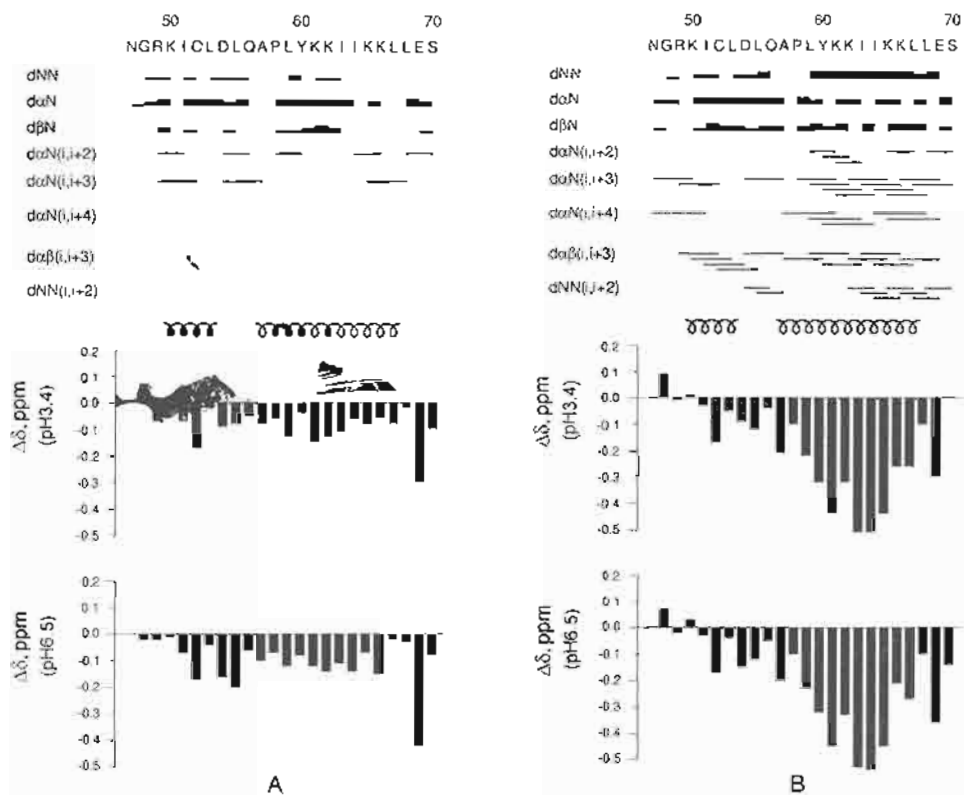 50 60 70
NGRKICLDLQAPLYKKIIKKLLES
dNN
dαN
dβN
dαN(i,i+2)
dαN(i,i+3)
dαN(i,i+4)
dαβ(i,i+3)
dNN(i,i+2)
0.2
0.1
0.0
-0.1
-0.2
-0.3
-0.4
-0.5
Δδ, ppm
(pH3.4)
0.2
0.1
0.0
-0.1
-0.2
-0.3
-0.4
-0.5
Δδ, ppm
(pH6.5)
A
50 60 70
NGRKICLDLQAPLYKKIIKKLLES
dNN
dαN
dβN
dαN(i,i+2)
dαN(i,i+3)
dαN(i,i+4)
dαβ(i,i+3)
dNN(i,i+2)
0.2
0.1
0.0
-0.1
-0.2
-0.3
-0.4
-0.5
Δδ, ppm
(pH3.4)
0.2
0.1
0.0
-0.1
-0.2
-0.3
-0.4
-0.5
Δδ, ppm
(pH6.5)
B